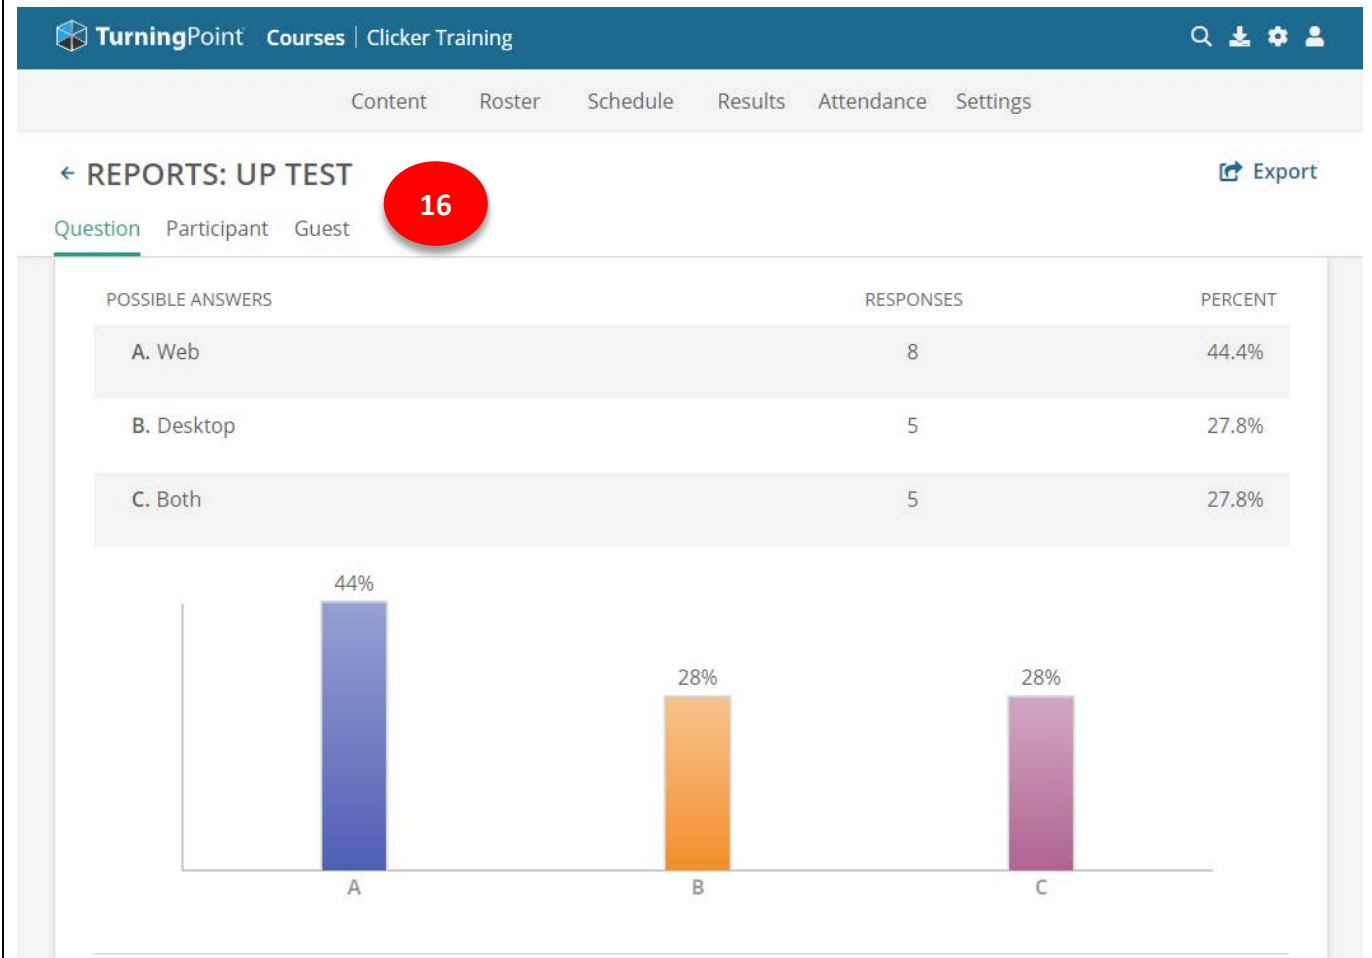 TurningPoint Courses | Clicker Training
Content Roster Schedule Results Attendance Settings
← REPORTS: UP TEST
Export
16
Question Participant Guest
POSSIBLE ANSWERS RESPONSES PERCENT
A. Web 8 44.4%
B. Desktop 5 27.8%
C. Both 5 27.8%
44%
28% 28%
A B C